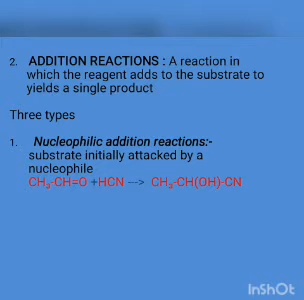 2. ADDITION REACTIONS : A reaction in
which the reagent adds to the substrate to
yields a single product
Three types
1. Nucleophilic addition reactions:-
substrate initially attacked by a
nucleophile
CH₃-CH=O +HCN —> CH₃-CH(OH)-CN
InShOt